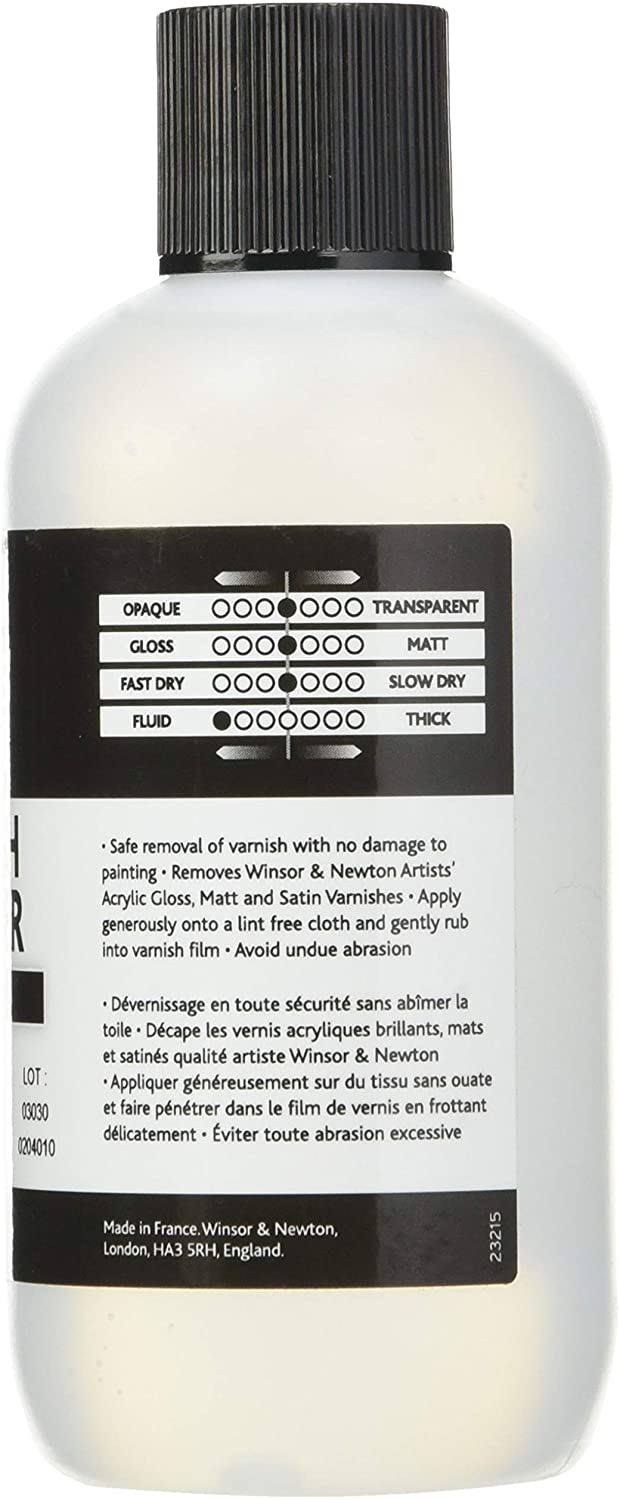 OPAQUE TRANSPARENT
GLOSS MATT
FAST DRY SLOW DRY
FLUID THICK
H
R
• Safe removal of varnish with no damage to
painting • Removes Winsor & Newton Artists'
Acrylic Gloss, Matt and Satin Varnishes • Apply
generously onto a lint free cloth and gently rub
into varnish film • Avoid undue abrasion
• Dévernissage en toute sécurité sans abîmer la
toile • Décape les vernis acryliques brillants, mats
et satinés qualité artiste Winsor & Newton
• Appliquer généreusement sur du tissu sans ouate
et faire pénétrer dans le film de vernis en frottant
délicatement • Éviter toute abrasion excessive
LOT :
03030
0204010
Made in France. Winsor & Newton,
London, HA3 5RH, England.
23215